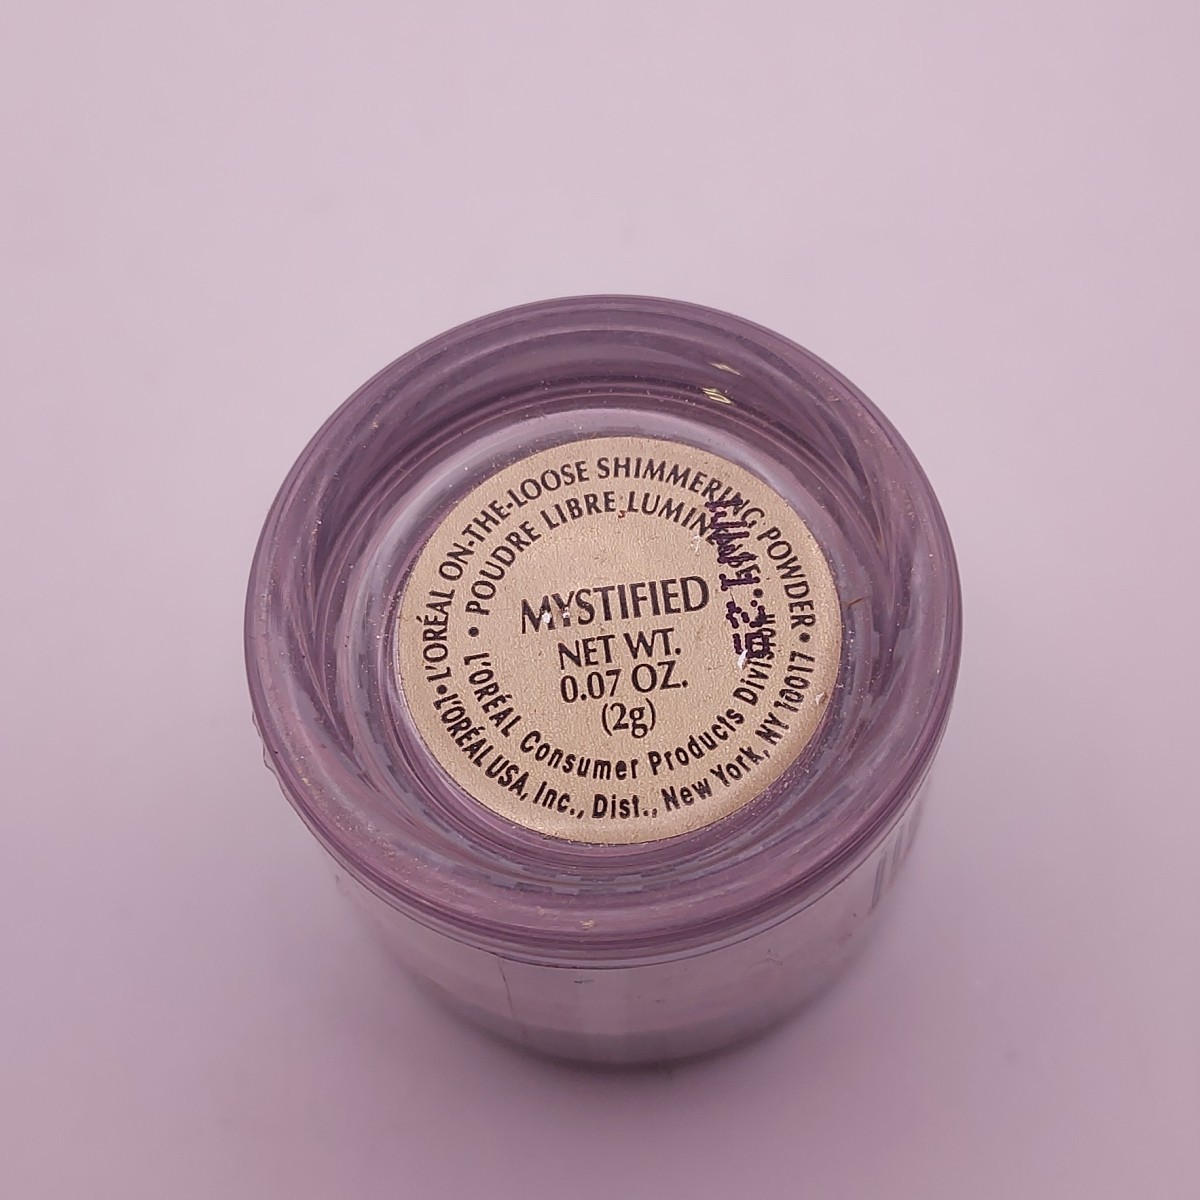 •L'ORÉAL ON-THE-LOOSE SHIMMERING POWDER•
• POUDRE LIBRE
MYSTIFIED
NET WT.
0.07 OZ.
(2g)
L'ORÉAL Consumer Products Division •
L'ORÉAL USA, Inc., Dist., New York, NY 10017